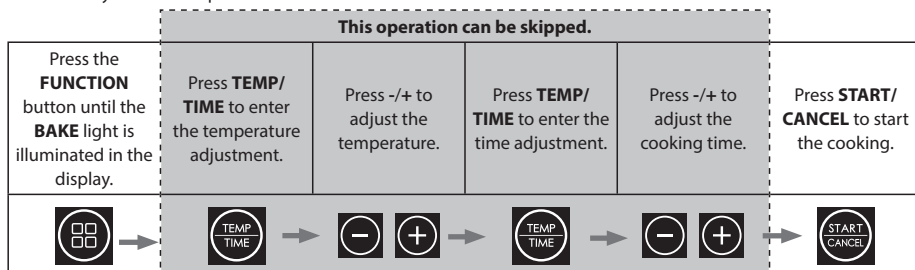 This operation can be skipped.
Press the
FUNCTION
button until the
BAKE light is
illuminated in the
display.
Press TEMP/
TIME to enter
the temperature
adjustment.
Press -/+ to
adjust the
temperature.
Press TEMP/
TIME to enter the
time adjustment.
Press -/+ to
adjust the
cooking time.
Press START/
CANCEL to start
the cooking.
TEMP
TIME
- +
TEMP
TIME
- +
START
CANCEL